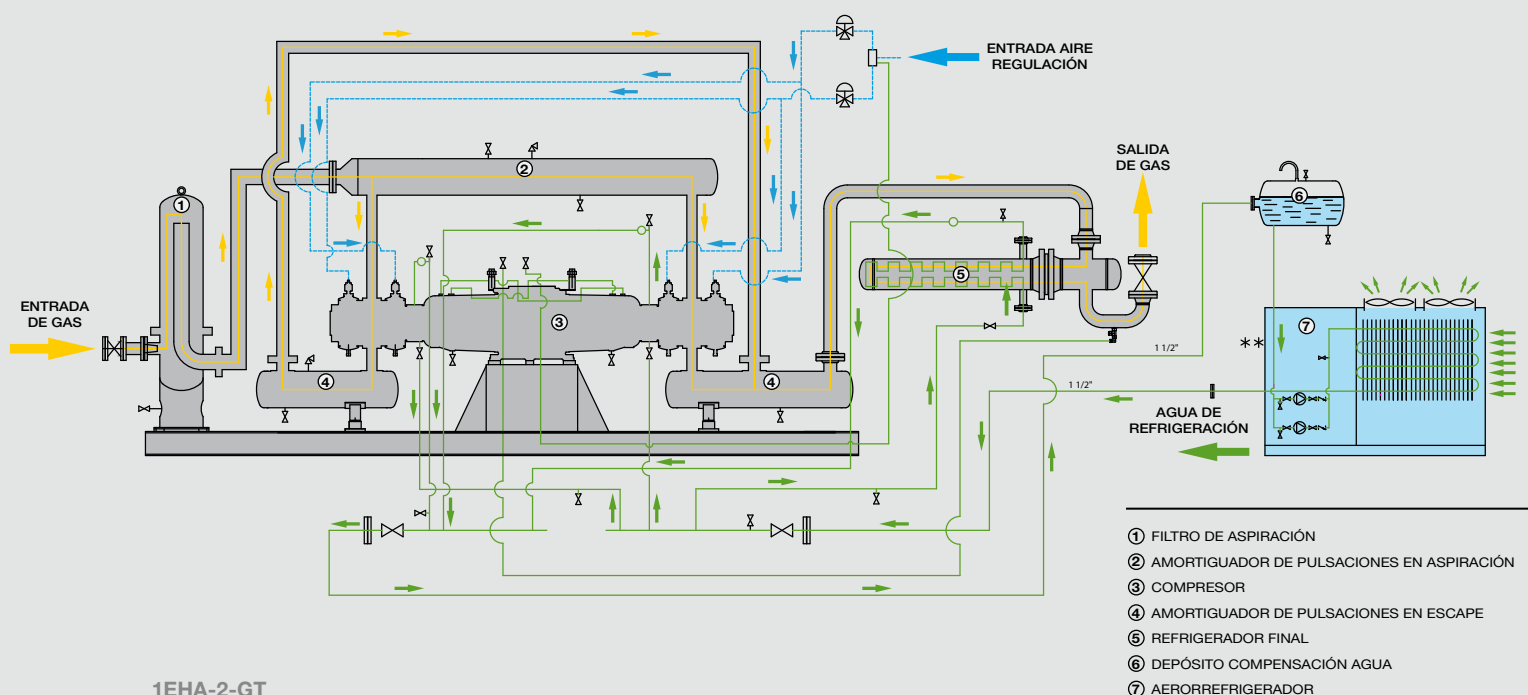 ENTRADA AIRE
REGULACIÓN
SALIDA
DE GAS
ENTRADA
DE GAS
1
2
3
4
4
5
6
7
**
1 1/2"
1 1/2"
AGUA DE
REFRIGERACIÓN
1 FILTRO DE ASPIRACIÓN
2 AMORTIGUADOR DE PULSACIONES EN ASPIRACIÓN
3 COMPRESOR
4 AMORTIGUADOR DE PULSACIONES EN ESCAPE
5 REFRIGERADOR FINAL
6 DEPÓSITO COMPENSACIÓN AGUA
7 AERORREFRIGERADOR
1EHA-2-GT